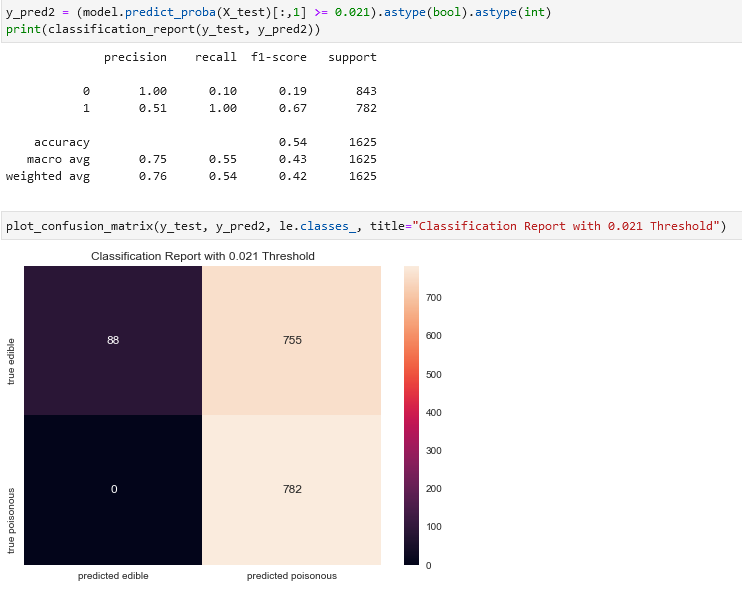 y_pred2 = (model.predict_proba(X_test)[:,1] >= 0.021).astype(bool).astype(int)
print(classification_report(y_test, y_pred2))
precision recall f1-score support
0 1.00 0.10 0.19 843
1 0.51 1.00 0.67 782
accuracy 0.54 1625
macro avg 0.75 0.55 0.43 1625
weighted avg 0.76 0.54 0.42 1625
plot_confusion_matrix(y_test, y_pred2, le.classes_, title="Classification Report with 0.021 Threshold")
Classification Report with 0.021 Threshold
true edible
88 755
true poisonous
0 782
predicted edible predicted poisonous
700
600
500
400
300
200
100
0